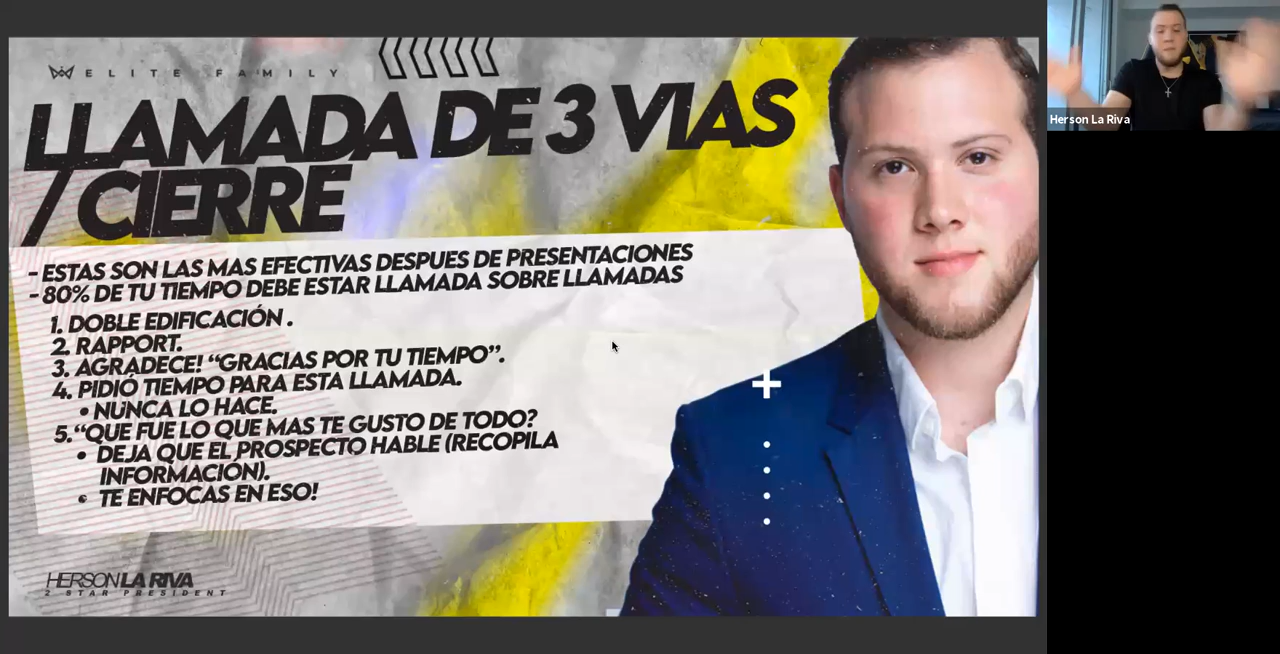 ELITE FAMILY
LLAMADA DE 3 VIAS
/ CIERRE
- ESTAS SON LAS MAS EFECTIVAS DESPUES DE PRESENTACIONES
- 80% DE TU TIEMPO DEBE ESTAR LLAMADA SOBRE LLAMADAS
1. DOBLE EDIFICACIÓN .
2. RAPPORT.
3. AGRADECE! “GRACIAS POR TU TIEMPO”.
4. PIDIÓ TIEMPO PARA ESTA LLAMADA.
• NUNCA LO HACE.
5.“QUE FUE LO QUE MAS TE GUSTO DE TODO?
• DEJA QUE EL PROSPECTO HABLE (RECOPILA
INFORMACIÓN).
• TE ENFOCAS EN ESO!
HERSON LA RIVA
2 STAR PRESIDENT
Herson La Riva